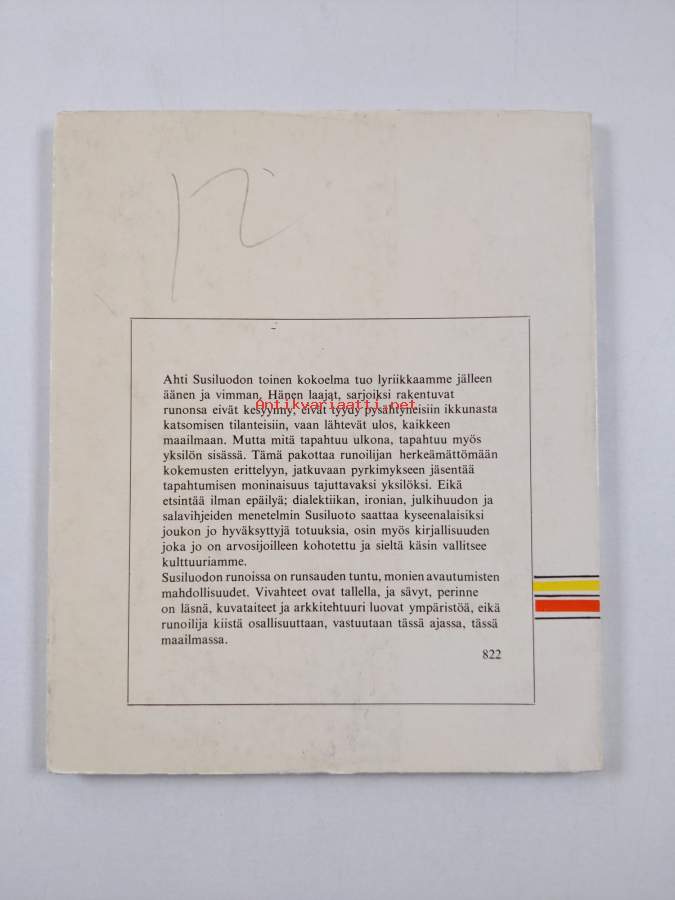 12
Ahti Susiluodon toinen kokoelma tuo lyriikkaamme jälleen
äänen ja vimman. Hänen laajat, sarjoiksi rakentuvat
Antikvariaatti.net
runonsa eivät kesyynny, eivät tyydy pysähtyneisiin ikkunasta
katsomisen tilanteisiin, vaan lähtevät ulos, kaikkeen
maailmaan. Mutta mitä tapahtuu ulkona, tapahtuu myös
yksilön sisässä. Tämä pakottaa runoilijan herkeämättömään
kokemusten erittelyyn, jatkuvaan pyrkimykseen jäsentää
tapahtumisen moninaisuus tajuttavaksi yksilöksi. Eikä
etsintää ilman epäilyä; dialektiikan, ironian, julkihuudon ja
salavihjeiden menetelmin Susiluoto saattaa kyseenalaisiksi
joukon jo hyväksyttyjä totuuksia, osin myös kirjallisuuden
joka jo on arvosijoilleen kohotettu ja sieltä käsin vallitsee
kulttuuriamme.
Susiluodon runoissa on runsauden tuntu, monien avautumisten
mahdollisuudet. Vivahteet ovat tallella, ja sävyt, perinne
on läsnä, kuvataiteet ja arkkitehtuuri luovat ympäristöä, eikä
runoilija kiistä osallisuuttaan, vastuutaan tässä ajassa, tässä
maailmassa.
822